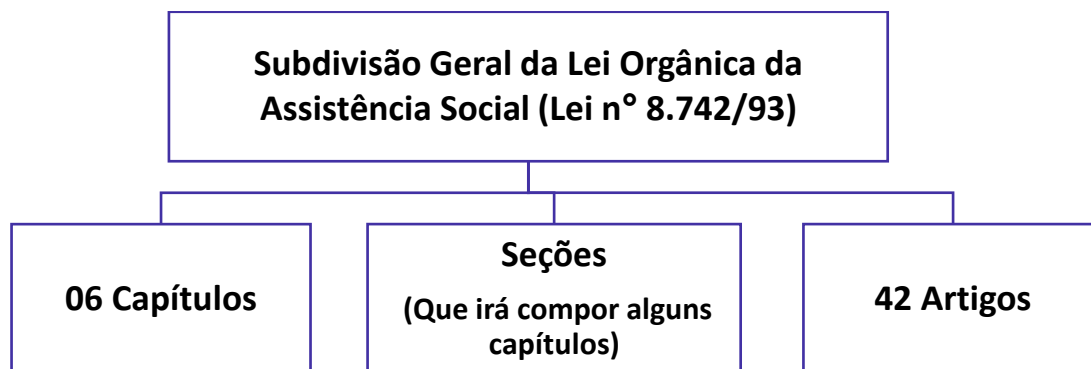 Subdivisão Geral da Lei Orgânica da
Assistência Social (Lei n° 8.742/93)
06 Capítulos
Seções
(Que irá compor alguns
capítulos)
42 Artigos